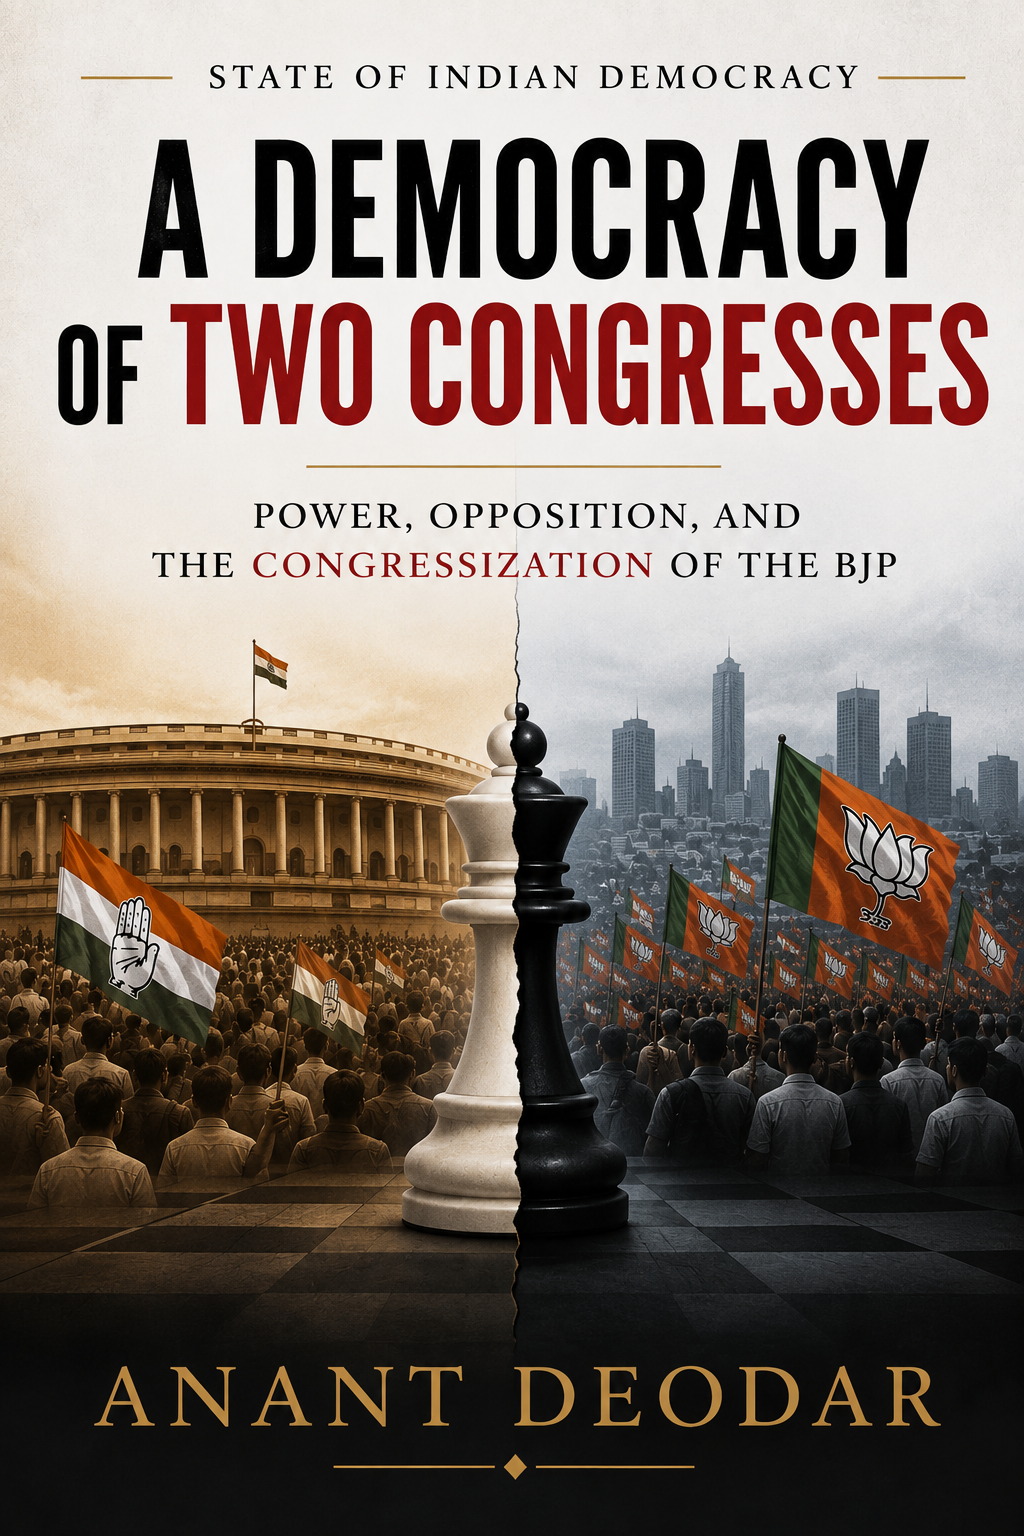 STATE OF INDIAN DEMOCRACY
A DEMOCRACY
OF TWO CONGRESSES
POWER, OPPOSITION, AND
THE CONGRESSIZATION OF THE BJP
ANANT DEODAR